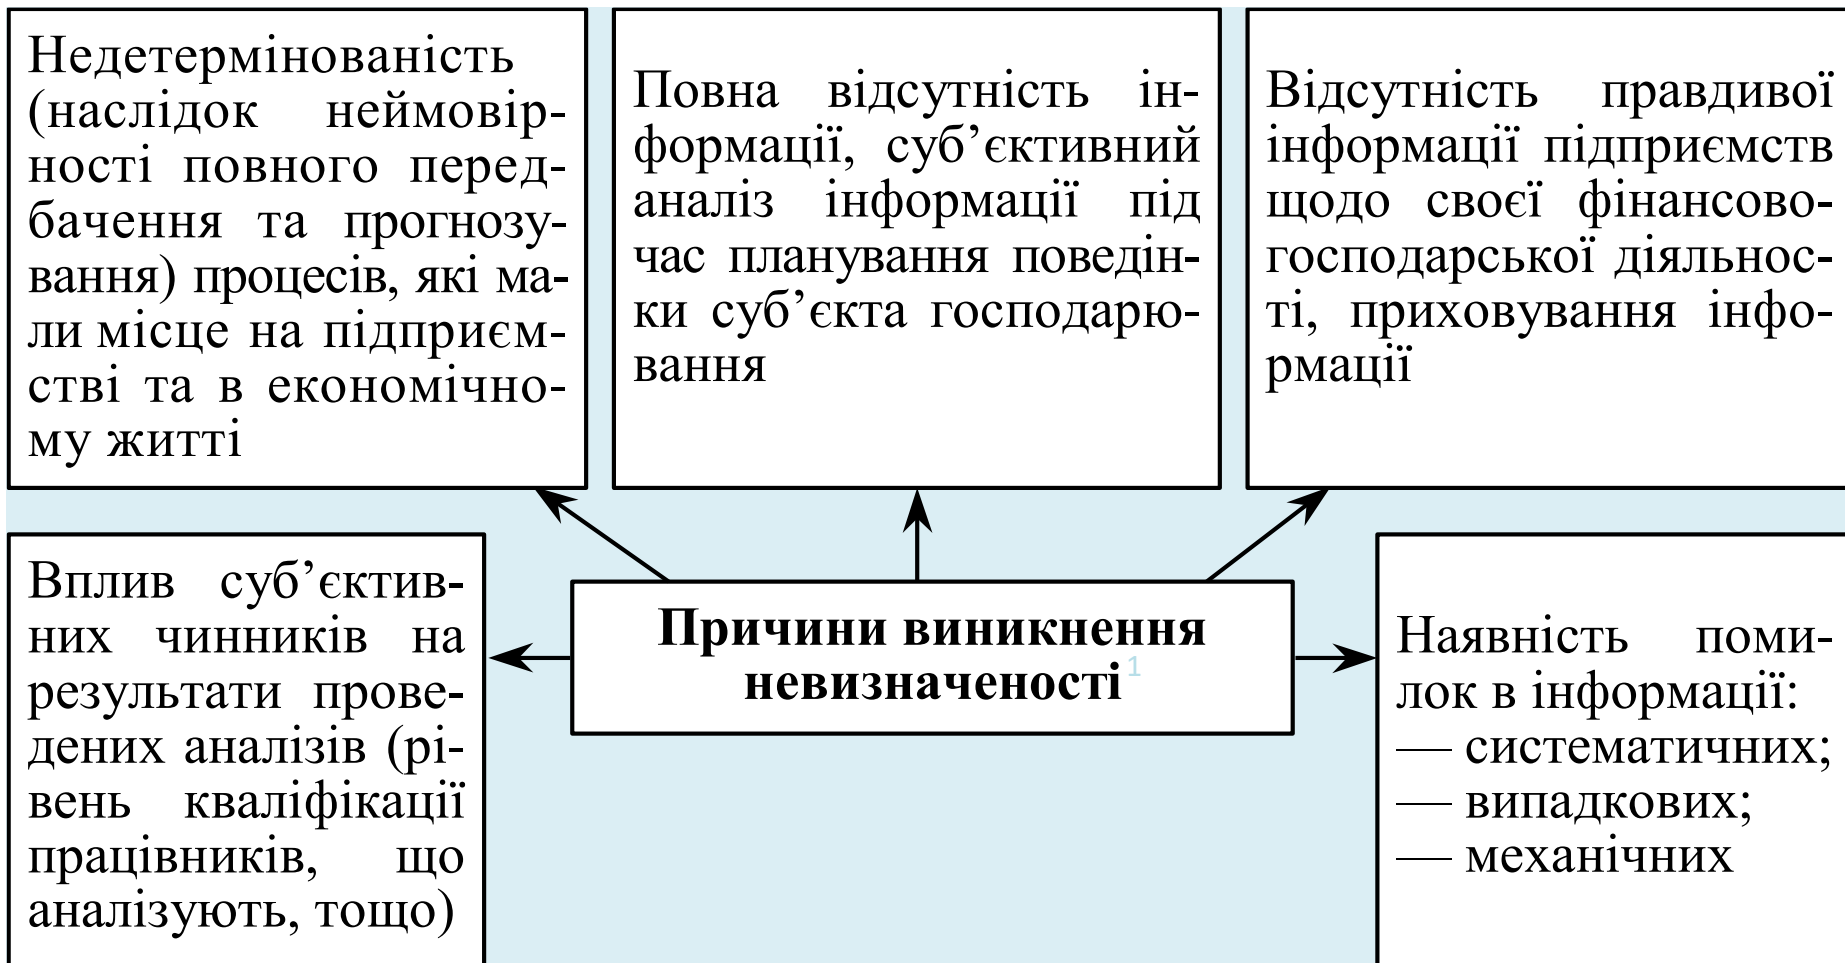 Недетермінованість
(наслідок неймовір-
ності повного перед-
бачення та прогнозу-
вання) процесів, які ма-
ли місце на підприєм-
стві та в економічно-
му житті
Повна відсутність ін-
формації, суб’єктивний
аналіз інформації під
час планування поведін-
ки суб’єкта господарю-
вання
Відсутність правдивої
інформації підприємств
щодо своєї фінансово-
господарської діяльнос-
ті, приховування інфо-
рмації
Вплив суб’єктив-
них чинників на
результати прове-
дених аналізів (рі-
вень кваліфікації
працівників, що
аналізують, тощо)
Причини виникнення
невизначеності 1
Наявність поми-
лок в інформації:
— систематичних;
— випадкових;
— механічних